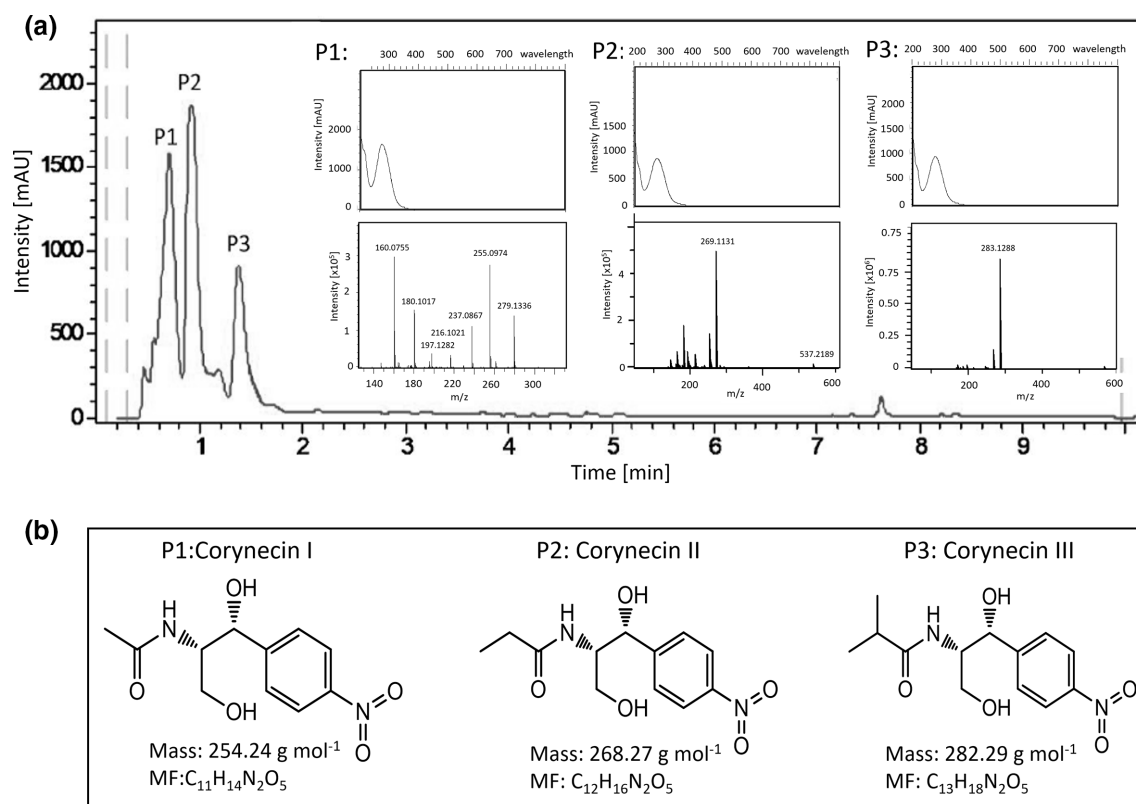 (a)
Intensity [mAU]
2000
1500
1000
500
0
P1
P2
P3
1 2 3 4 5 6 7 8 9
Time [min]
P1:
300 400 500 600 700 wavelength
Intensity [mAU]
2000
1000
0
Intensity [x10⁵]
3
2
1
0
160.0755
180.1017
197.1282
216.1021
237.0867
255.0974
279.1336
140 180 220 260 300
m/z
P2:
200 300 400 500 600 700 wavelength
Intensity [mAU]
1500
1000
500
0
Intensity [x10⁵]
4
2
0
269.1131
537.2189
200 400 600
m/z
P3:
200 300 400 500 600 700 wavelength
Intensity [mAU]
1500
1000
500
0
Intensity [x10⁶]
0.75
0.75
0.25
0
283.1288
200 400 600
m/z
(b)
P1:Corynecin I
OH
H
N
O
OH
N
O
O
Mass: 254.24 g mol⁻¹
MF:C₁₁H₁₄N₂O₅
P2: Corynecin II
OH
H
N
O
OH
N
O
O
Mass: 268.27 g mol⁻¹
MF: C₁₂H₁₆N₂O₅
P3: Corynecin III
OH
H
N
O
OH
N
O
O
Mass: 282.29 g mol⁻¹
MF: C₁₃H₁₈N₂O₅